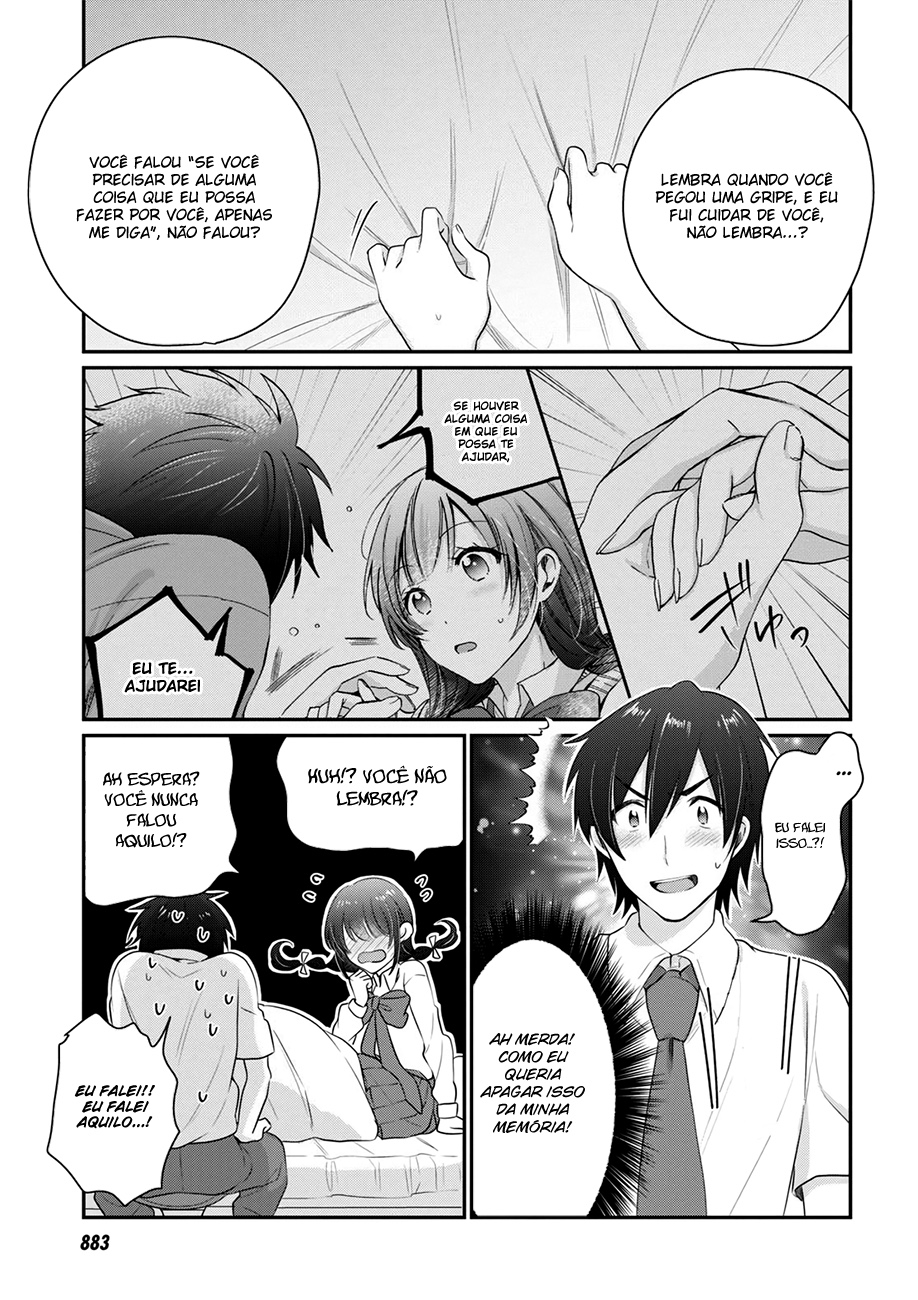 LEMBRA QUANDO VOCÊ
PEGOU UMA GRIPE, E EU
FUI CUIDAR DE VOCÊ,
NÃO LEMBRA...?
VOCÊ FALOU “SE VOCÊ
PRECISAR DE ALGUMA
COISA QUE EU POSSA
FAZER POR VOCÊ, APENAS
ME DIGA”, NÃO FALOU?
ぎゅっ
SE HOUVER
ALGUMA COISA
EM QUE EU
POSSA TE
AJUDAR,
EU TE...
AJUDAREI
...
EU FALEI
ISSO..?!
AH MERDA!
COMO EU
QUERIA
APAGAR ISSO
DA MINHA
MEMÓRIA!
HUH!? VOCÊ NÃO
LEMBRA!?
AH ESPERA?
VOCÊ NUNCA
FALOU
AQUILO!?
EU FALEI!!
EU FALEI
AQUILO...!
883